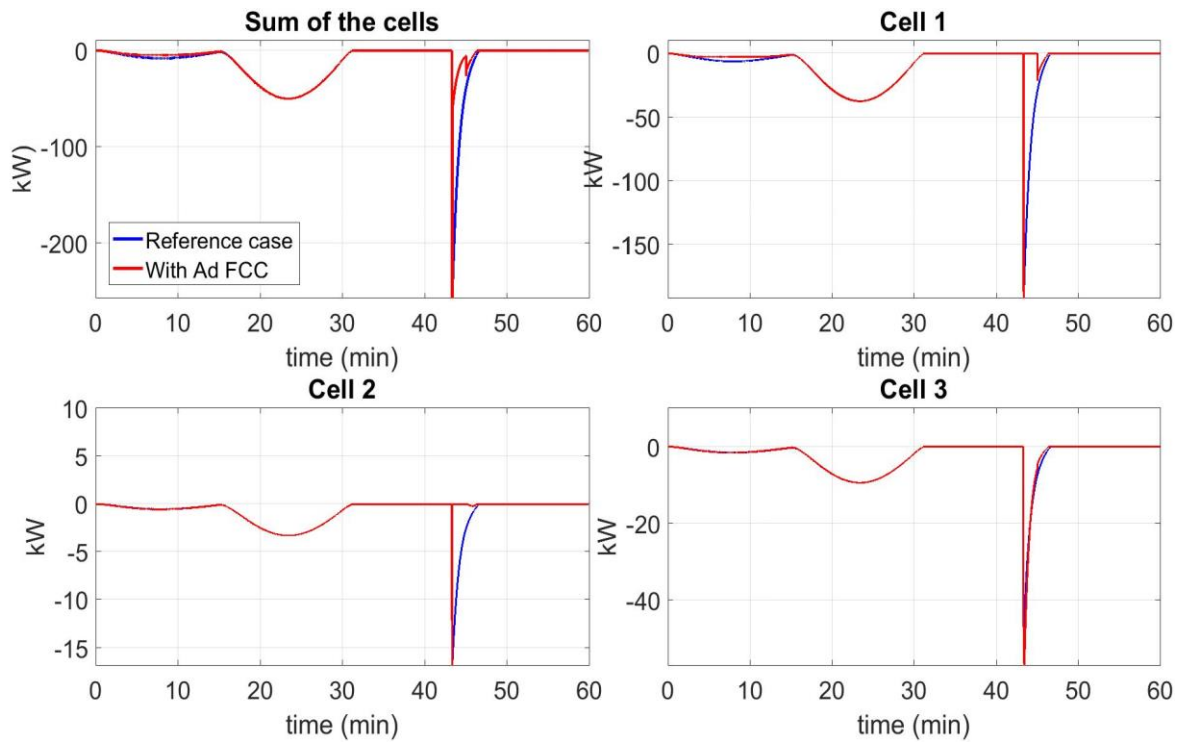 Sum of the cells
0
-100
-200
kW)
Reference case
With Ad FCC
0 10 20 30 40 50 60
time (min)
Cell 1
0
-50
-100
-150
kW
0 10 20 30 40 50 60
time (min)
Cell 2
10
5
0
-5
-10
-15
kW
0 10 20 30 40 50 60
time (min)
Cell 3
0
-20
-40
kW
0 10 20 30 40 50 60
time (min)